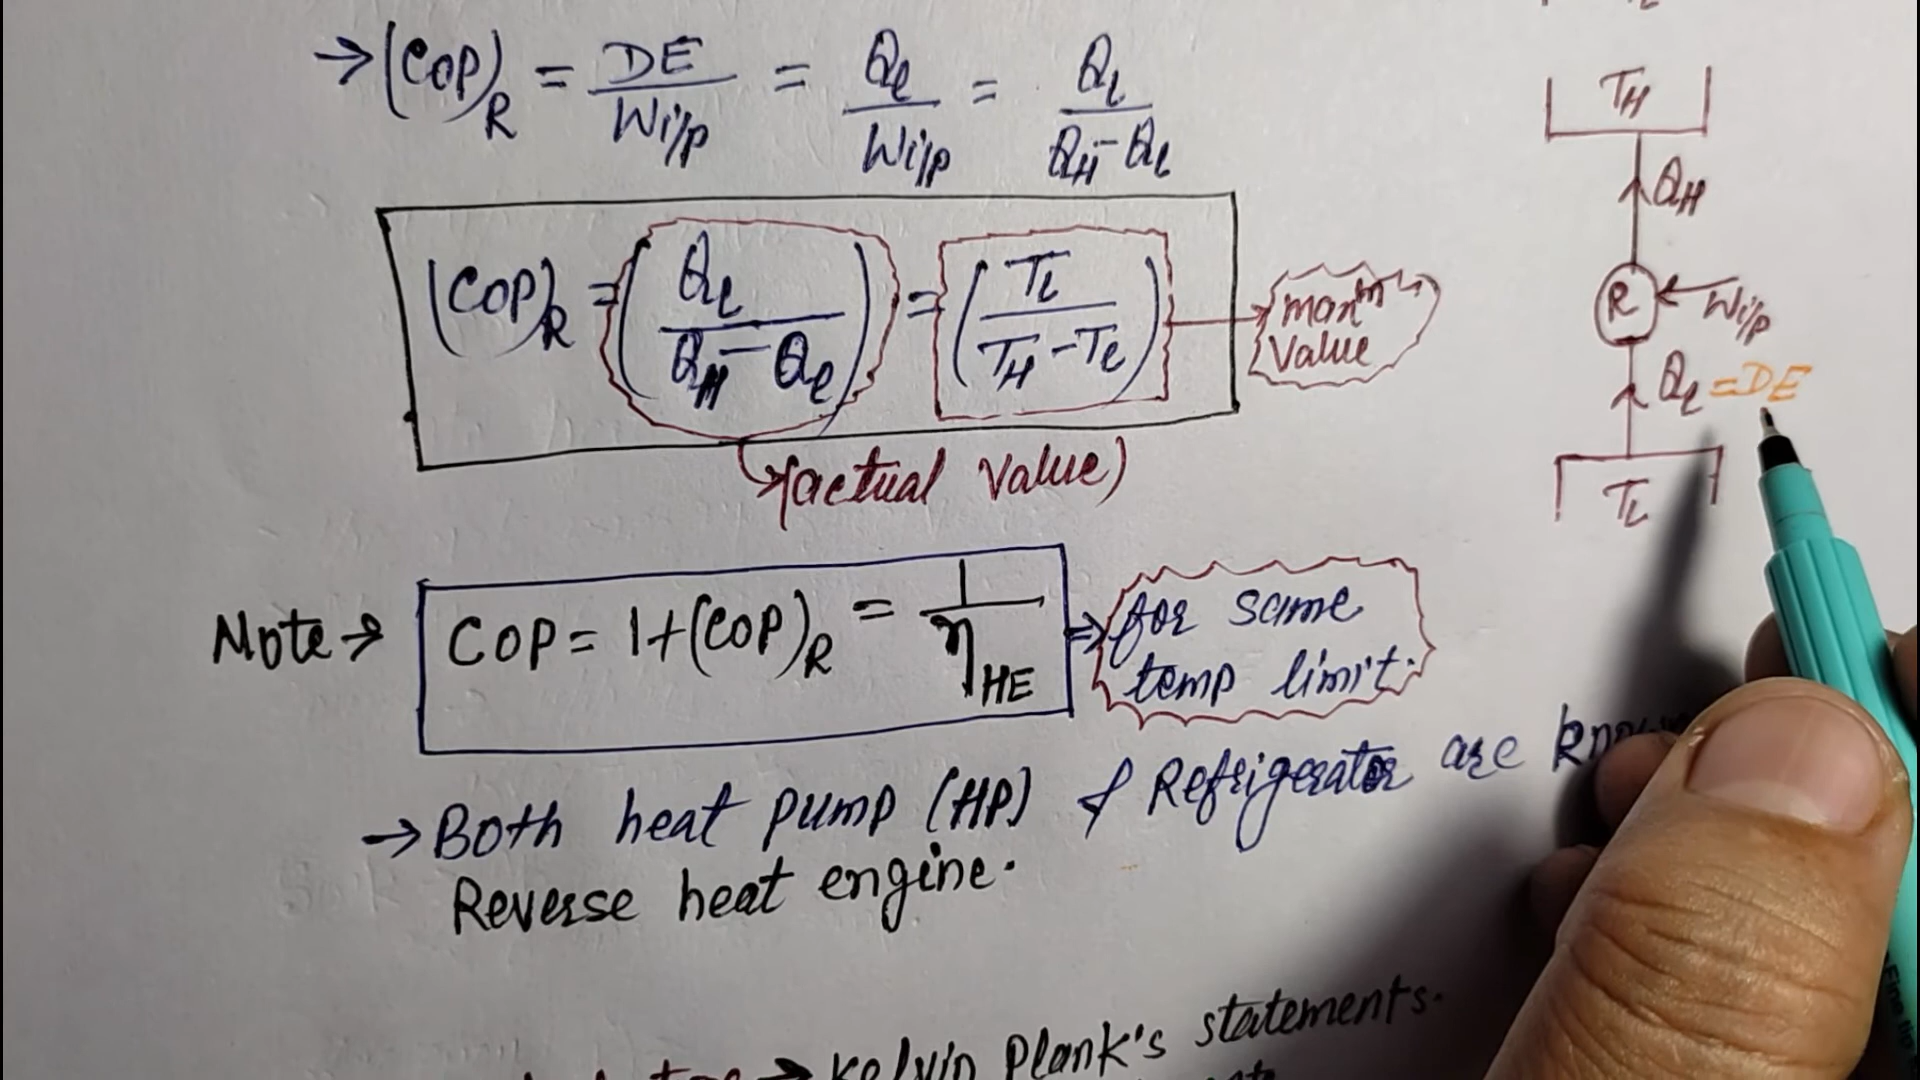 → (COP)R = DE/Wi/p = Ql/Wi/p = QL/QH-Ql
(COP)R = (Ql/QH-Ql) = (TL/TH-TL) → maxm value
→ (actual value)
Note → COP = 1+(COP)R = 1/ηHE ⇒ for same temp limit.
→ Both heat pump (HP) & Refrigerator are
Reverse heat engine.
→ Kelvin Plank's statements.
TH
QH
R
Wi/p
QL = DE
TL